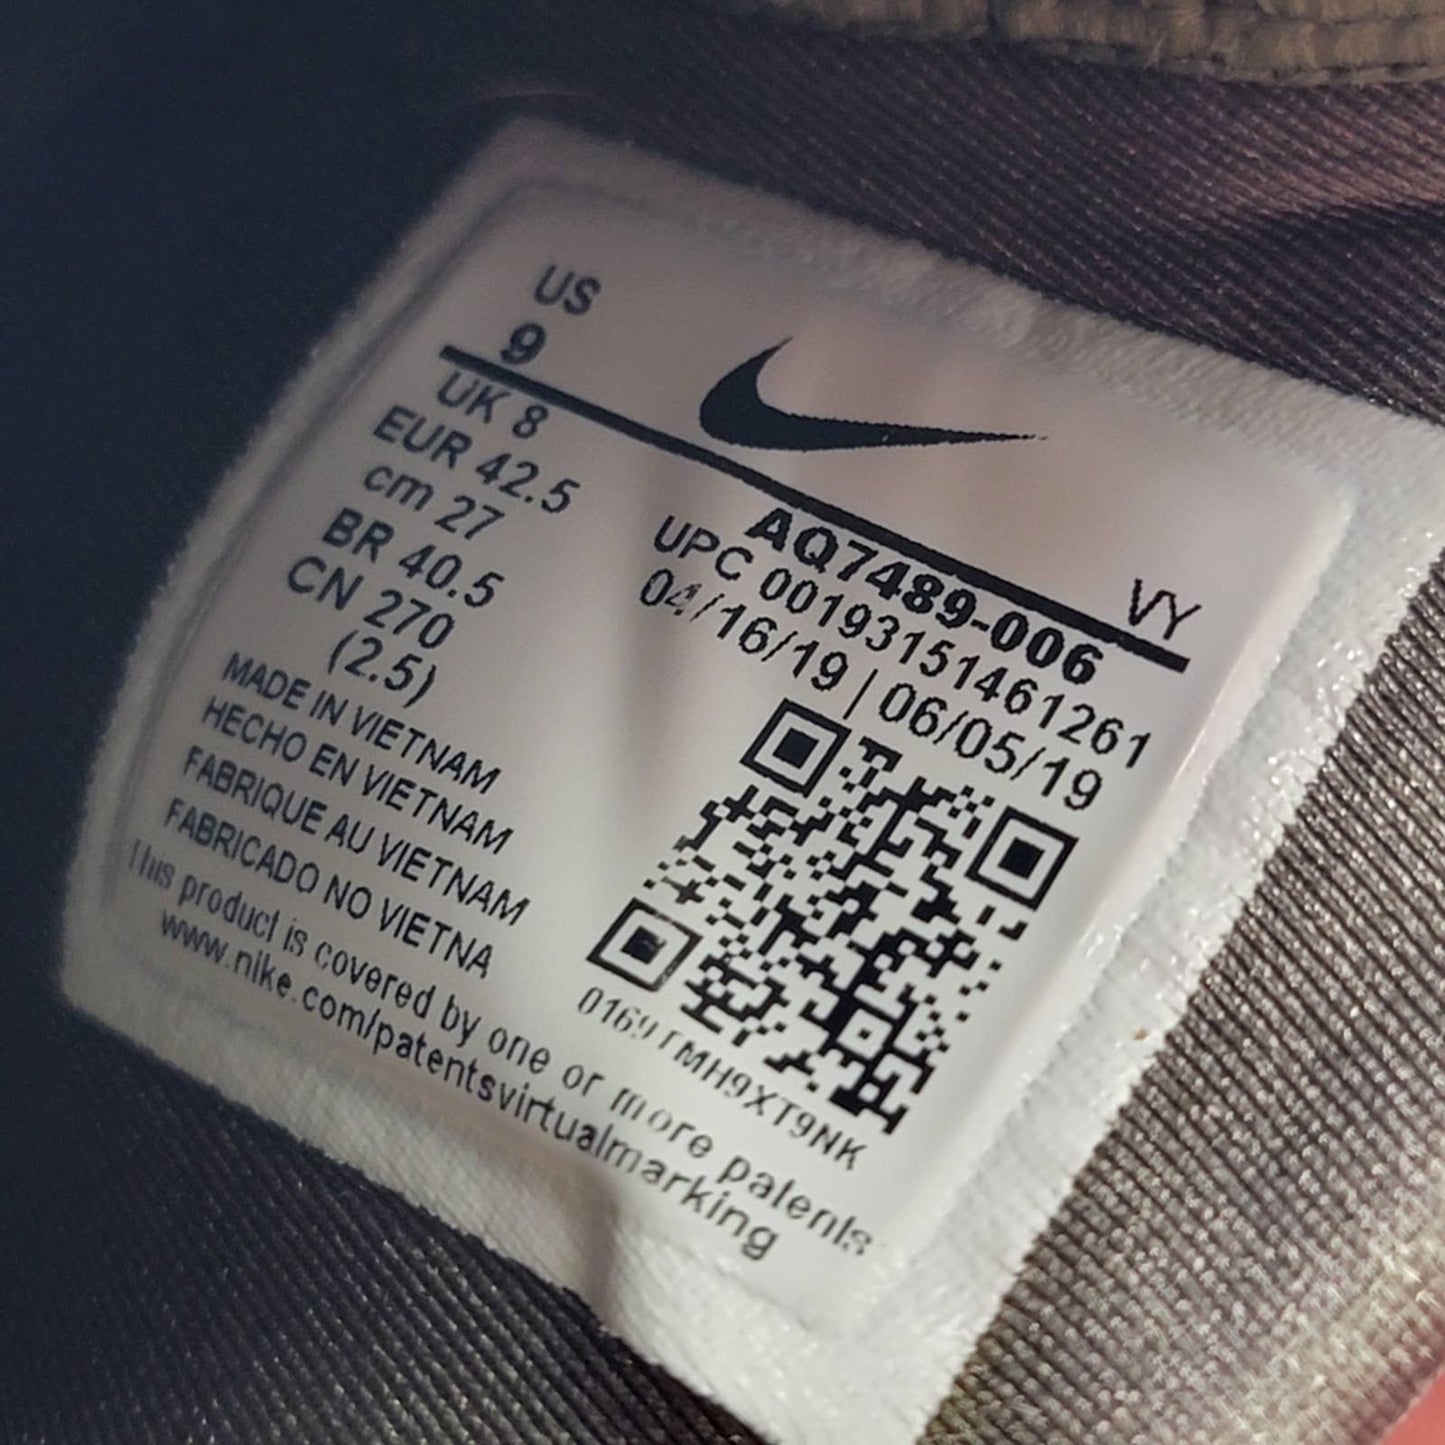 US
9
UK 8
EUR 42.5
cm 27
BR 40.5
CN 270
(2.5)
VY
AQ7489-006
UPC 00193151461261
04/16/19 | 06/05/19
MADE IN VIETNAM
HECHO EN VIETNAM
FABRIQUE AU VIETNAM
FABRICADO NO VIETNA
This product is covered by one or more patents
www.nike.com/patentsvirtualmarking